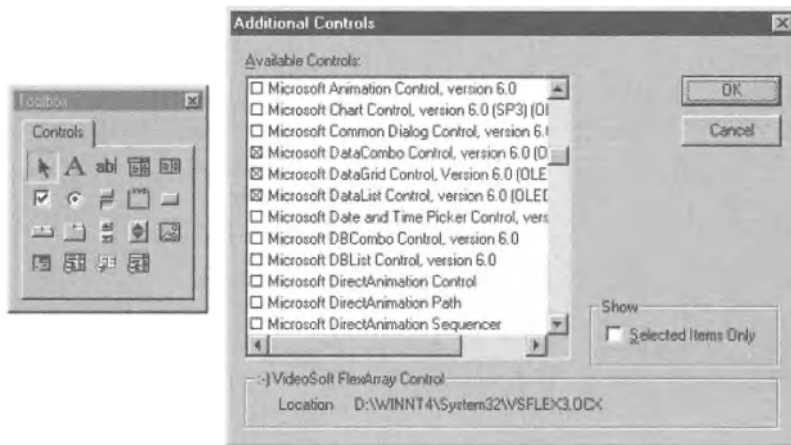 Toolbox
Controls
A
abl
Additional Controls
Available Controls:
Microsoft Animation Control, version 6.0
Microsoft Chart Control, version 6.0 (SP3) (OL
Microsoft Common Dialog Control, version 6.
Microsoft DataCombo Control, version 6.0 (O
Microsoft DataGrid Control, Version 6.0 (OLE
Microsoft DataList Control, version 6.0 (OLED
Microsoft Date and Time Picker Control, vers
Microsoft DBCombo Control, version 6.0
Microsoft DBList Control, version 6.0
Microsoft DirectAnimation Control
Microsoft DirectAnimation Path
Microsoft DirectAnimation Sequencer
OK
Cancel
Show
Selected Items Only
:-) VideoSoft FlexArray Control
Location D:\WINNT4\System32\VSFLEX3.OCX